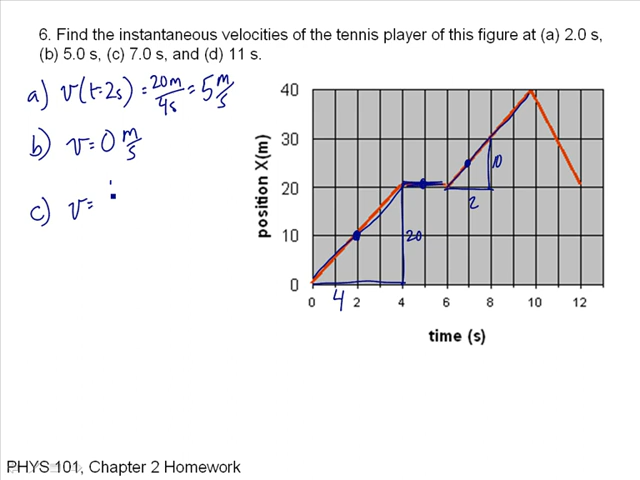 6. Find the instantaneous velocities of the tennis player of this figure at (a) 2.0 s,
(b) 5.0 s, (c) 7.0 s, and (d) 11 s.
a) v(t=2s) = 20m/4s = 5 m/s
b) v=0 m/s
c) v=
position X(m)
40
30
20
10
0
10
2
20
4
0 2 4 6 8 10 12
time (s)
PHYS 101, Chapter 2 Homework